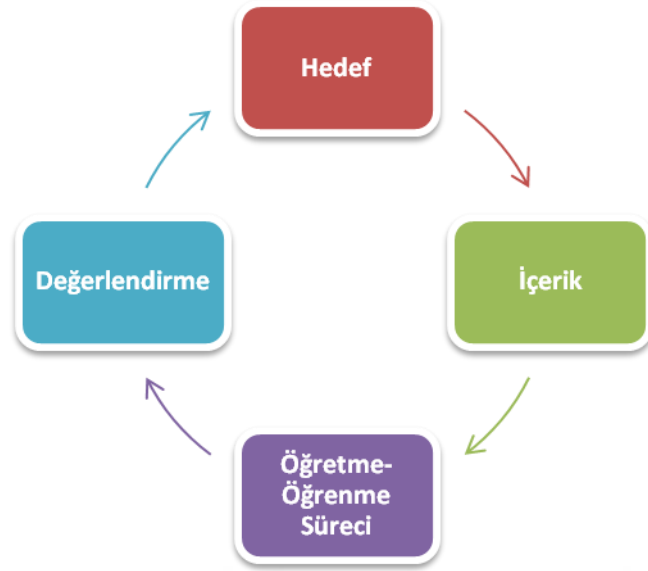 Hedef
İçerik
Öğretme-
Öğrenme
Süreci
Değerlendirme